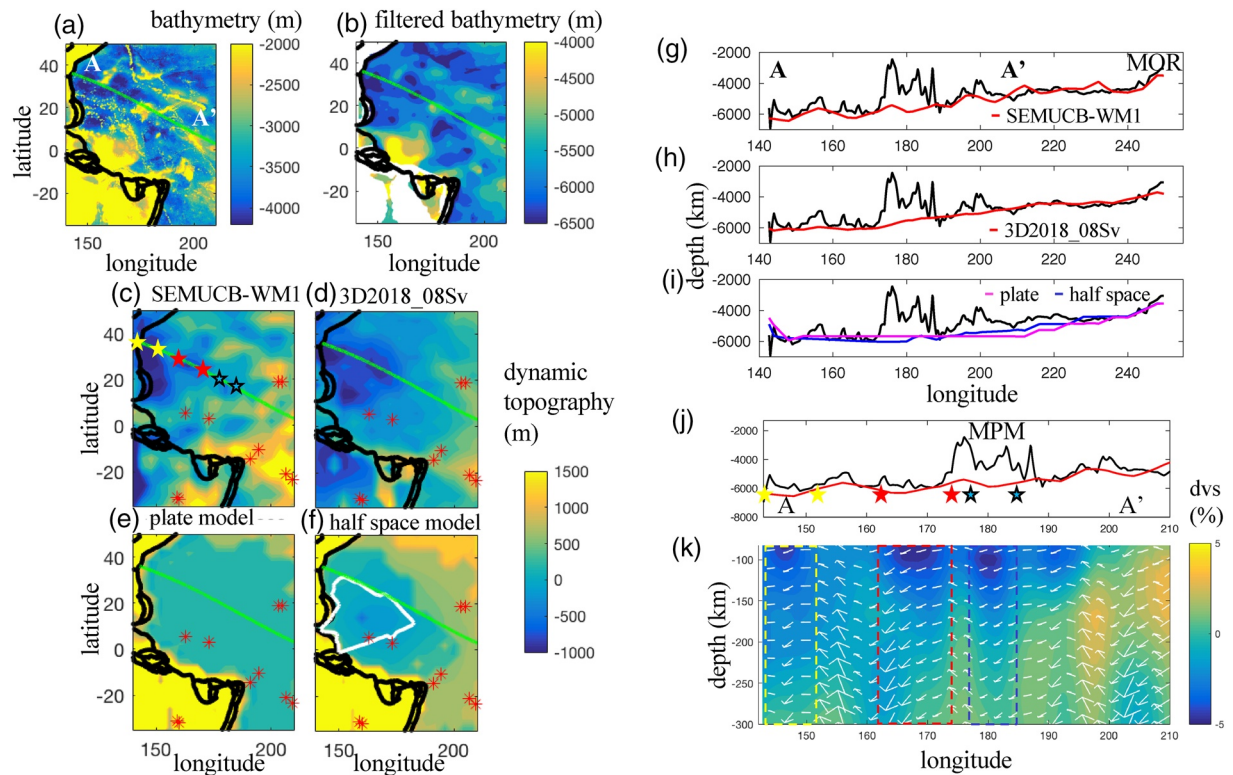 (a) bathymetry (m)
A
A'
40
20
0
-20
latitude
150 200
longitude
-2000
-2500
-3000
-3500
-4000
(b) filtered bathymetry (m)
40
20
0
-20
150 200
longitude
-4000
-4500
-5000
-5500
-6000
-6500
(c) SEMUCB-WM1
40
20
0
-20
latitude
(d) 3D2018_08Sv
(e) plate model
40
20
0
-20
latitude
150 200
longitude
(f) half space model
150 200
longitude
dynamic
topography
(m)
1500
1000
500
0
-500
-1000
(g)
A A' MOR
-2000
-4000
-6000
SEMUCB-WM1
140 160 180 200 220 240
(h)
-2000
-4000
-6000
3D2018_08Sv
140 160 180 200 220 240
depth (km)
(i)
plate half space
-2000
-4000
-6000
140 160 180 200 220 240
longitude
(j)
MPM
-2000
-4000
-6000
-8000
A A'
140 150 160 170 180 190 200 210
(k)
dvs
(%)
5
0
-5
-100
-150
-200
-250
-300
depth (km)
150 160 170 180 190 200 210
longitude